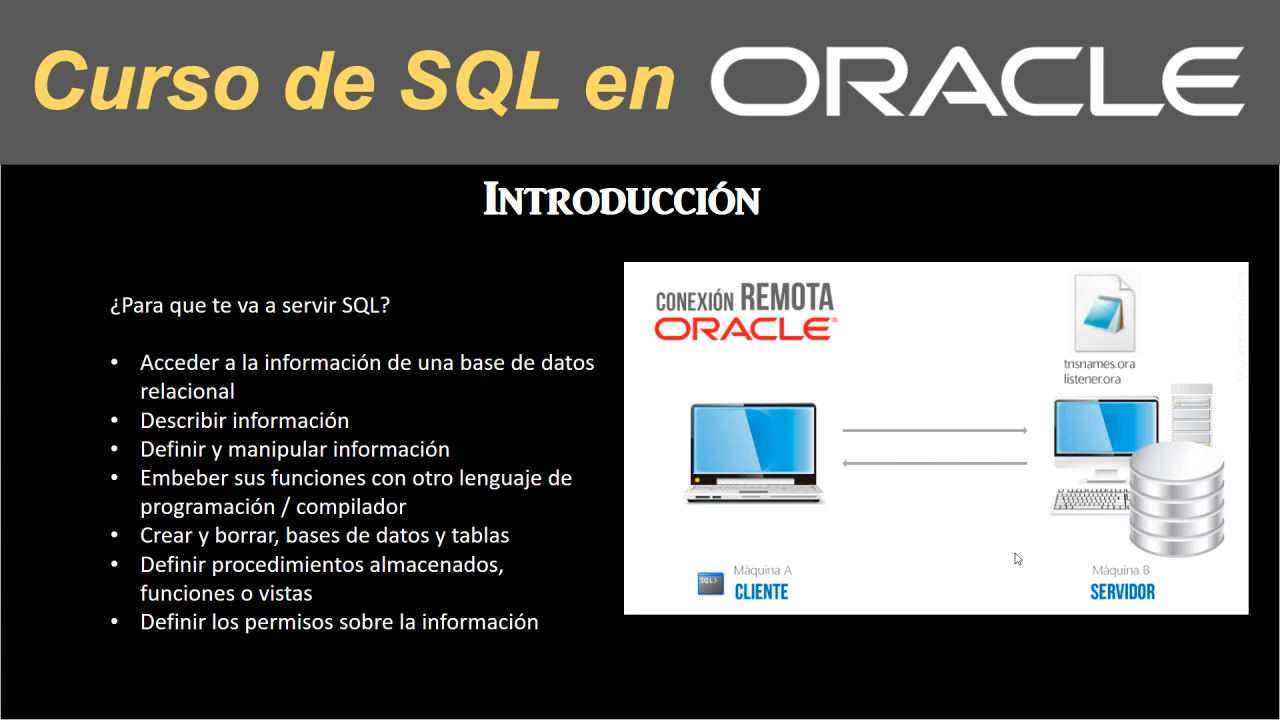 Curso de SQL en ORACLE
INTRODUCCIÓN
¿Para que te va a servir SQL?
• Acceder a la información de una base de datos
relacional
• Describir información
• Definir y manipular información
• Embeber sus funciones con otro lenguaje de
programación / compilador
• Crear y borrar, bases de datos y tablas
• Definir procedimientos almacenados,
funciones o vistas
• Definir los permisos sobre la información
CONEXIÓN REMOTA
ORACLE®
tnsnames.ora
listener.ora
SQL>
Máquina A
CLIENTE
Máquina B
SERVIDOR